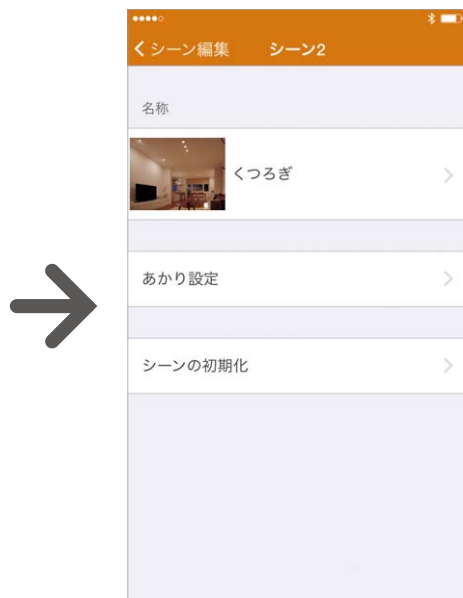 シーン編集 シーン2
名称
くつろぎ
あかり設定
シーンの初期化